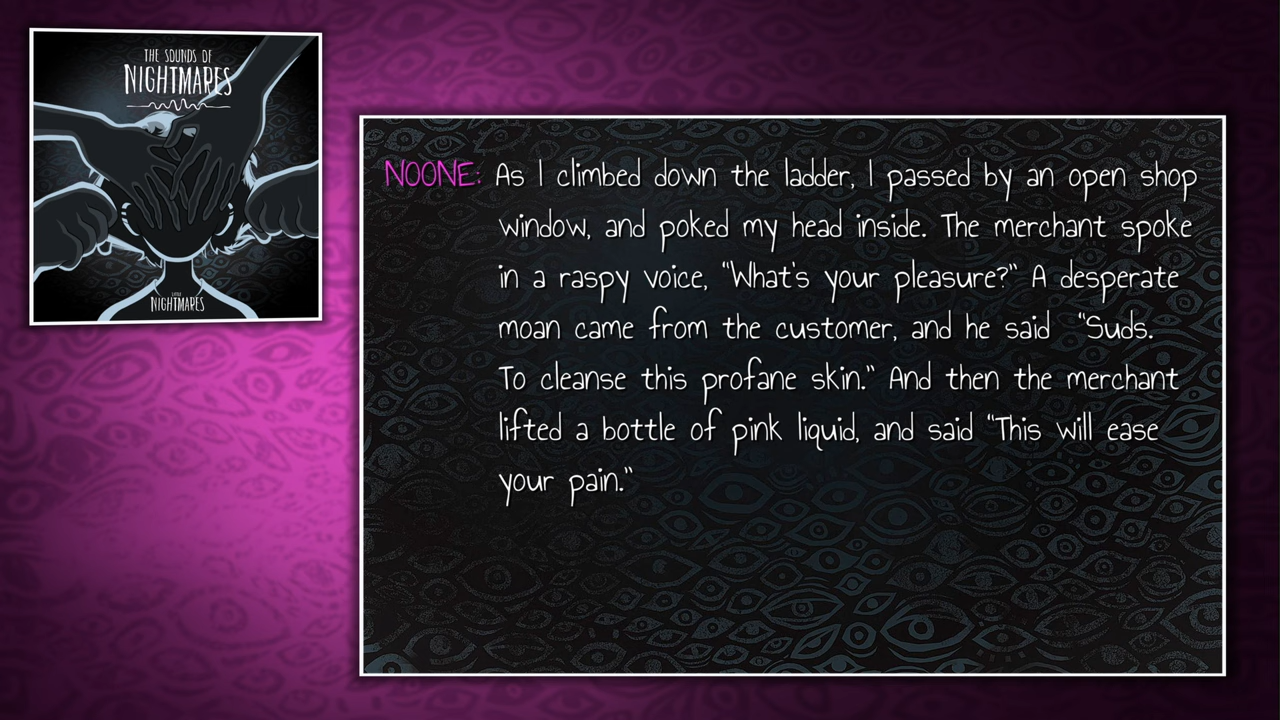 THE SOUNDS OF
NIGHTMARES
LITTLE
NIGHTMARES
NOONE: As I climbed down the ladder, I passed by an open shop
window, and poked my head inside. The merchant spoke
in a raspy voice, "What's your pleasure?" A desperate
moan came from the customer, and he said "Suds.
To cleanse this profane skin." And then the merchant
lifted a bottle of pink liquid, and said "This will ease
your pain."